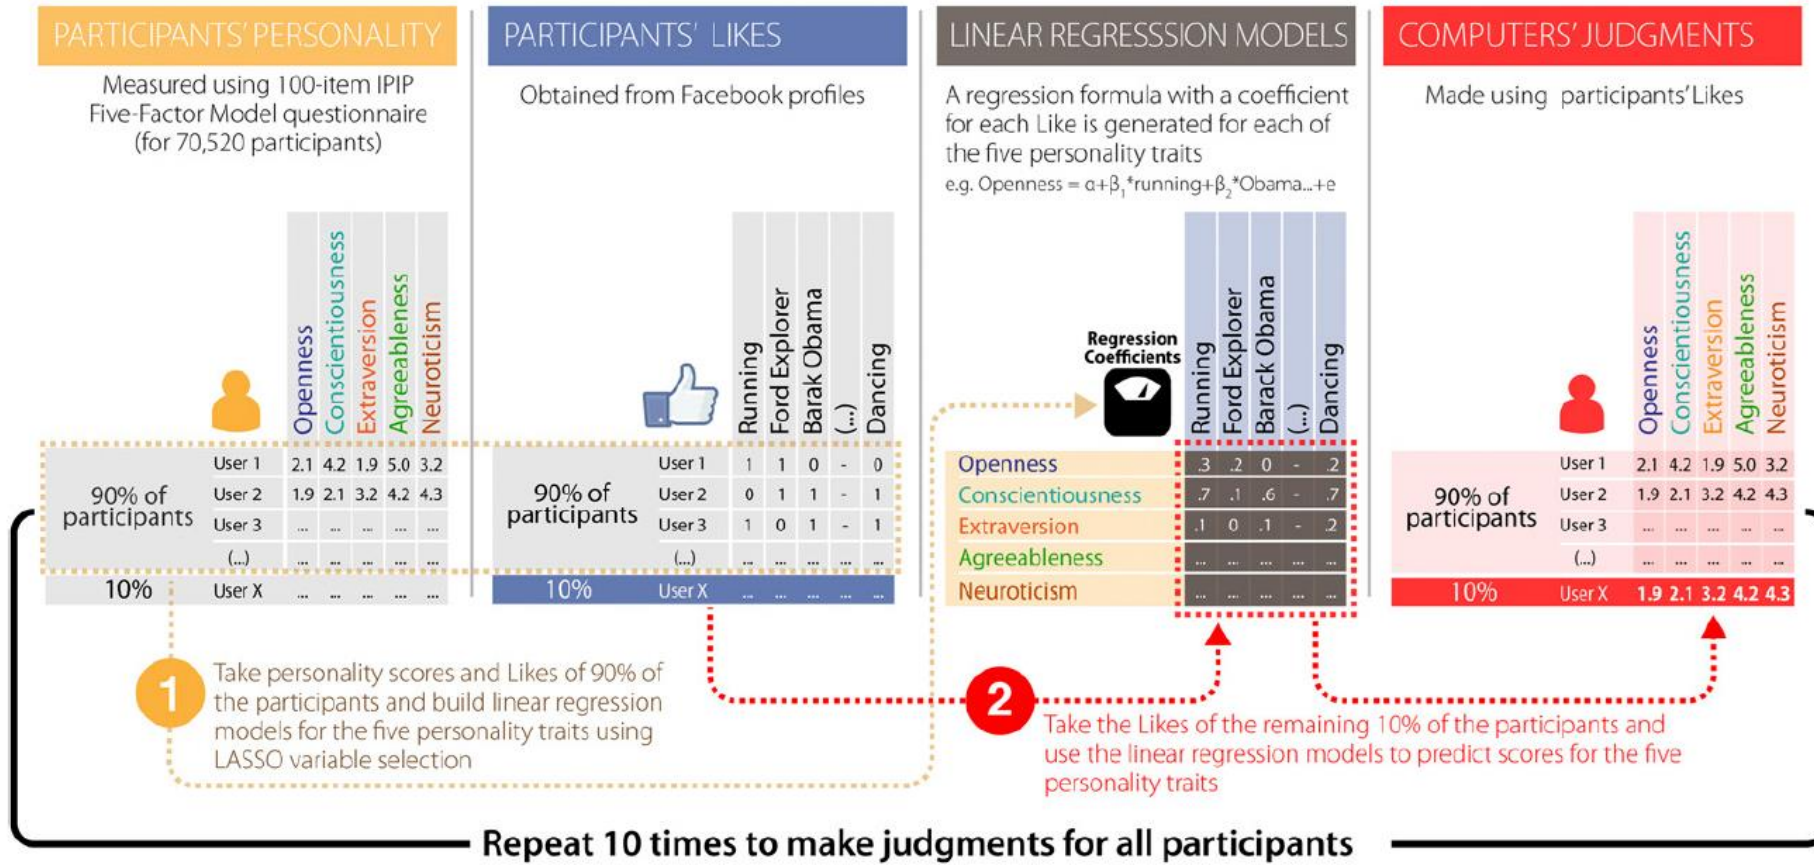 PARTICIPANTS' PERSONALITY
Measured using 100-item IPIP
Five-Factor Model questionnaire
(for 70,520 participants)
Openness
Conscientiousness
Extraversion
Agreeableness
Neuroticism
90% of
participants
User 1 2.1 4.2 1.9 5.0 3.2
User 2 1.9 2.1 3.2 4.2 4.3
User 3 ... ... ... ... ...
(...) ... ... ... ... ...
10% User X ... ... ... ... ...
PARTICIPANTS' LIKES
Obtained from Facebook profiles
Running
Ford Explorer
Barak Obama
(...)
Dancing
90% of
participants
User 1 1 1 0 - 0
User 2 0 1 1 - 1
User 3 1 0 1 - 1
(...) ... ... ... ... ...
10% User X ... ... ... ... ...
LINEAR REGRESSSION MODELS
A regression formula with a coefficient
for each Like is generated for each of
the five personality traits
e.g. Openness = α+β₁*running+β₂*Obama...+e
Regression
Coefficients
Running
Ford Explorer
Barack Obama
(...)
Dancing
Openness .3 .2 0 - .2
Conscientiousness .7 .1 .6 - .7
Extraversion .1 0 .1 - .2
Agreeableness ... ... ... ... ...
Neuroticism ... ... ... ... ...
COMPUTERS' JUDGMENTS
Made using participants' Likes
Openness
Conscientiousness
Extraversion
Agreeableness
Neuroticism
90% of
participants
User 1 2.1 4.2 1.9 5.0 3.2
User 2 1.9 2.1 3.2 4.2 4.3
User 3 ... ... ... ... ...
(...) ... ... ... ... ...
10% User X 1.9 2.1 3.2 4.2 4.3
1
Take personality scores and Likes of 90% of
the participants and build linear regression
models for the five personality traits using
LASSO variable selection
2
Take the Likes of the remaining 10% of the participants and
use the linear regression models to predict scores for the five
personality traits
Repeat 10 times to make judgments for all participants